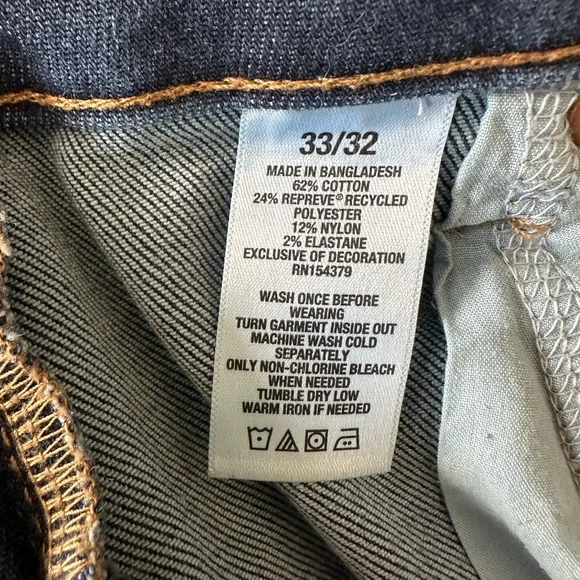 33/32
MADE IN BANGLADESH
62% COTTON
24% REPREVE® RECYCLED
POLYESTER
12% NYLON
2% ELASTANE
EXCLUSIVE OF DECORATION
RN154379
WASH ONCE BEFORE
WEARING
TURN GARMENT INSIDE OUT
MACHINE WASH COLD
SEPARATELY
ONLY NON-CHLORINE BLEACH
WHEN NEEDED
TUMBLE DRY LOW
WARM IRON IF NEEDED